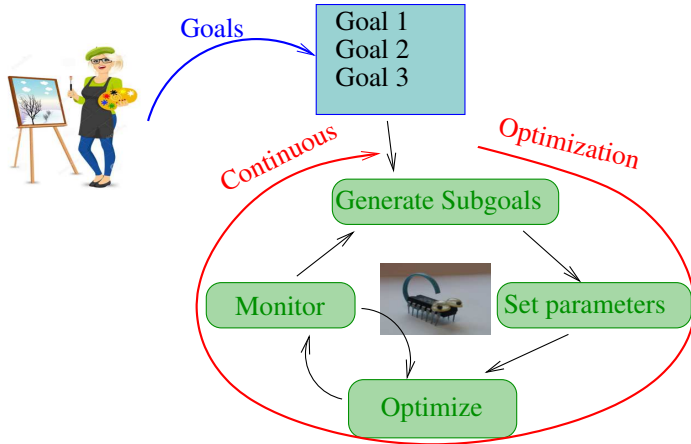 Goals
Goal 1
Goal 2
Goal 3
Continuous
Optimization
Generate Subgoals
Monitor
Set parameters
Optimize